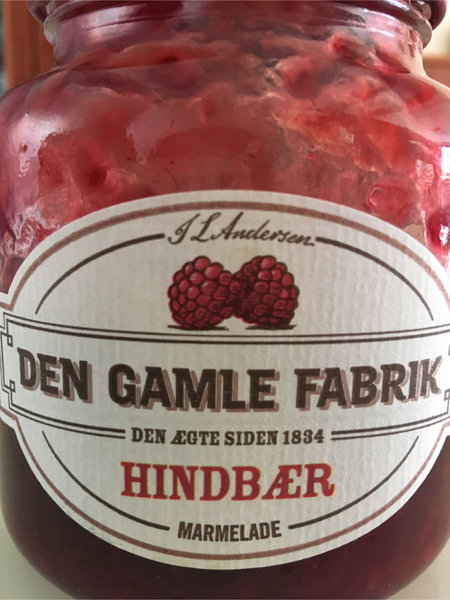 J L Andersen
DEN GAMLE FABRIK
DEN ÆGTE SIDEN 1834
HINDBÆR
MARMELADE